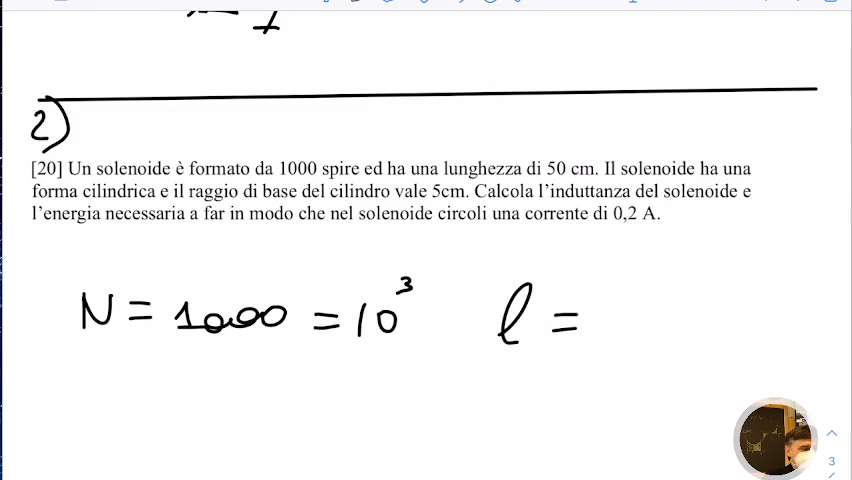 2)
[20] Un solenoide è formato da 1000 spire ed ha una lunghezza di 50 cm. Il solenoide ha una
forma cilindrica e il raggio di base del cilindro vale 5cm. Calcola l'induttanza del solenoide e
l'energia necessaria a far in modo che nel solenoide circoli una corrente di 0,2 A.
N = 1000 = 10³ l =
3